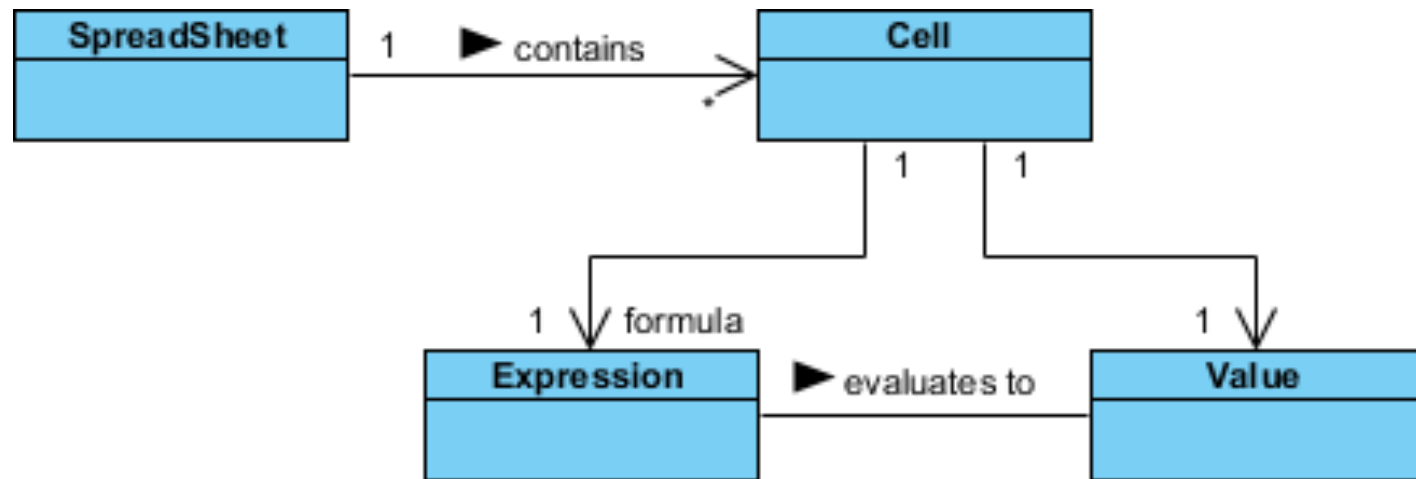 SpreadSheet
1
contains
*
Cell
1
1
1
formula
1
Expression
evaluates to
Value